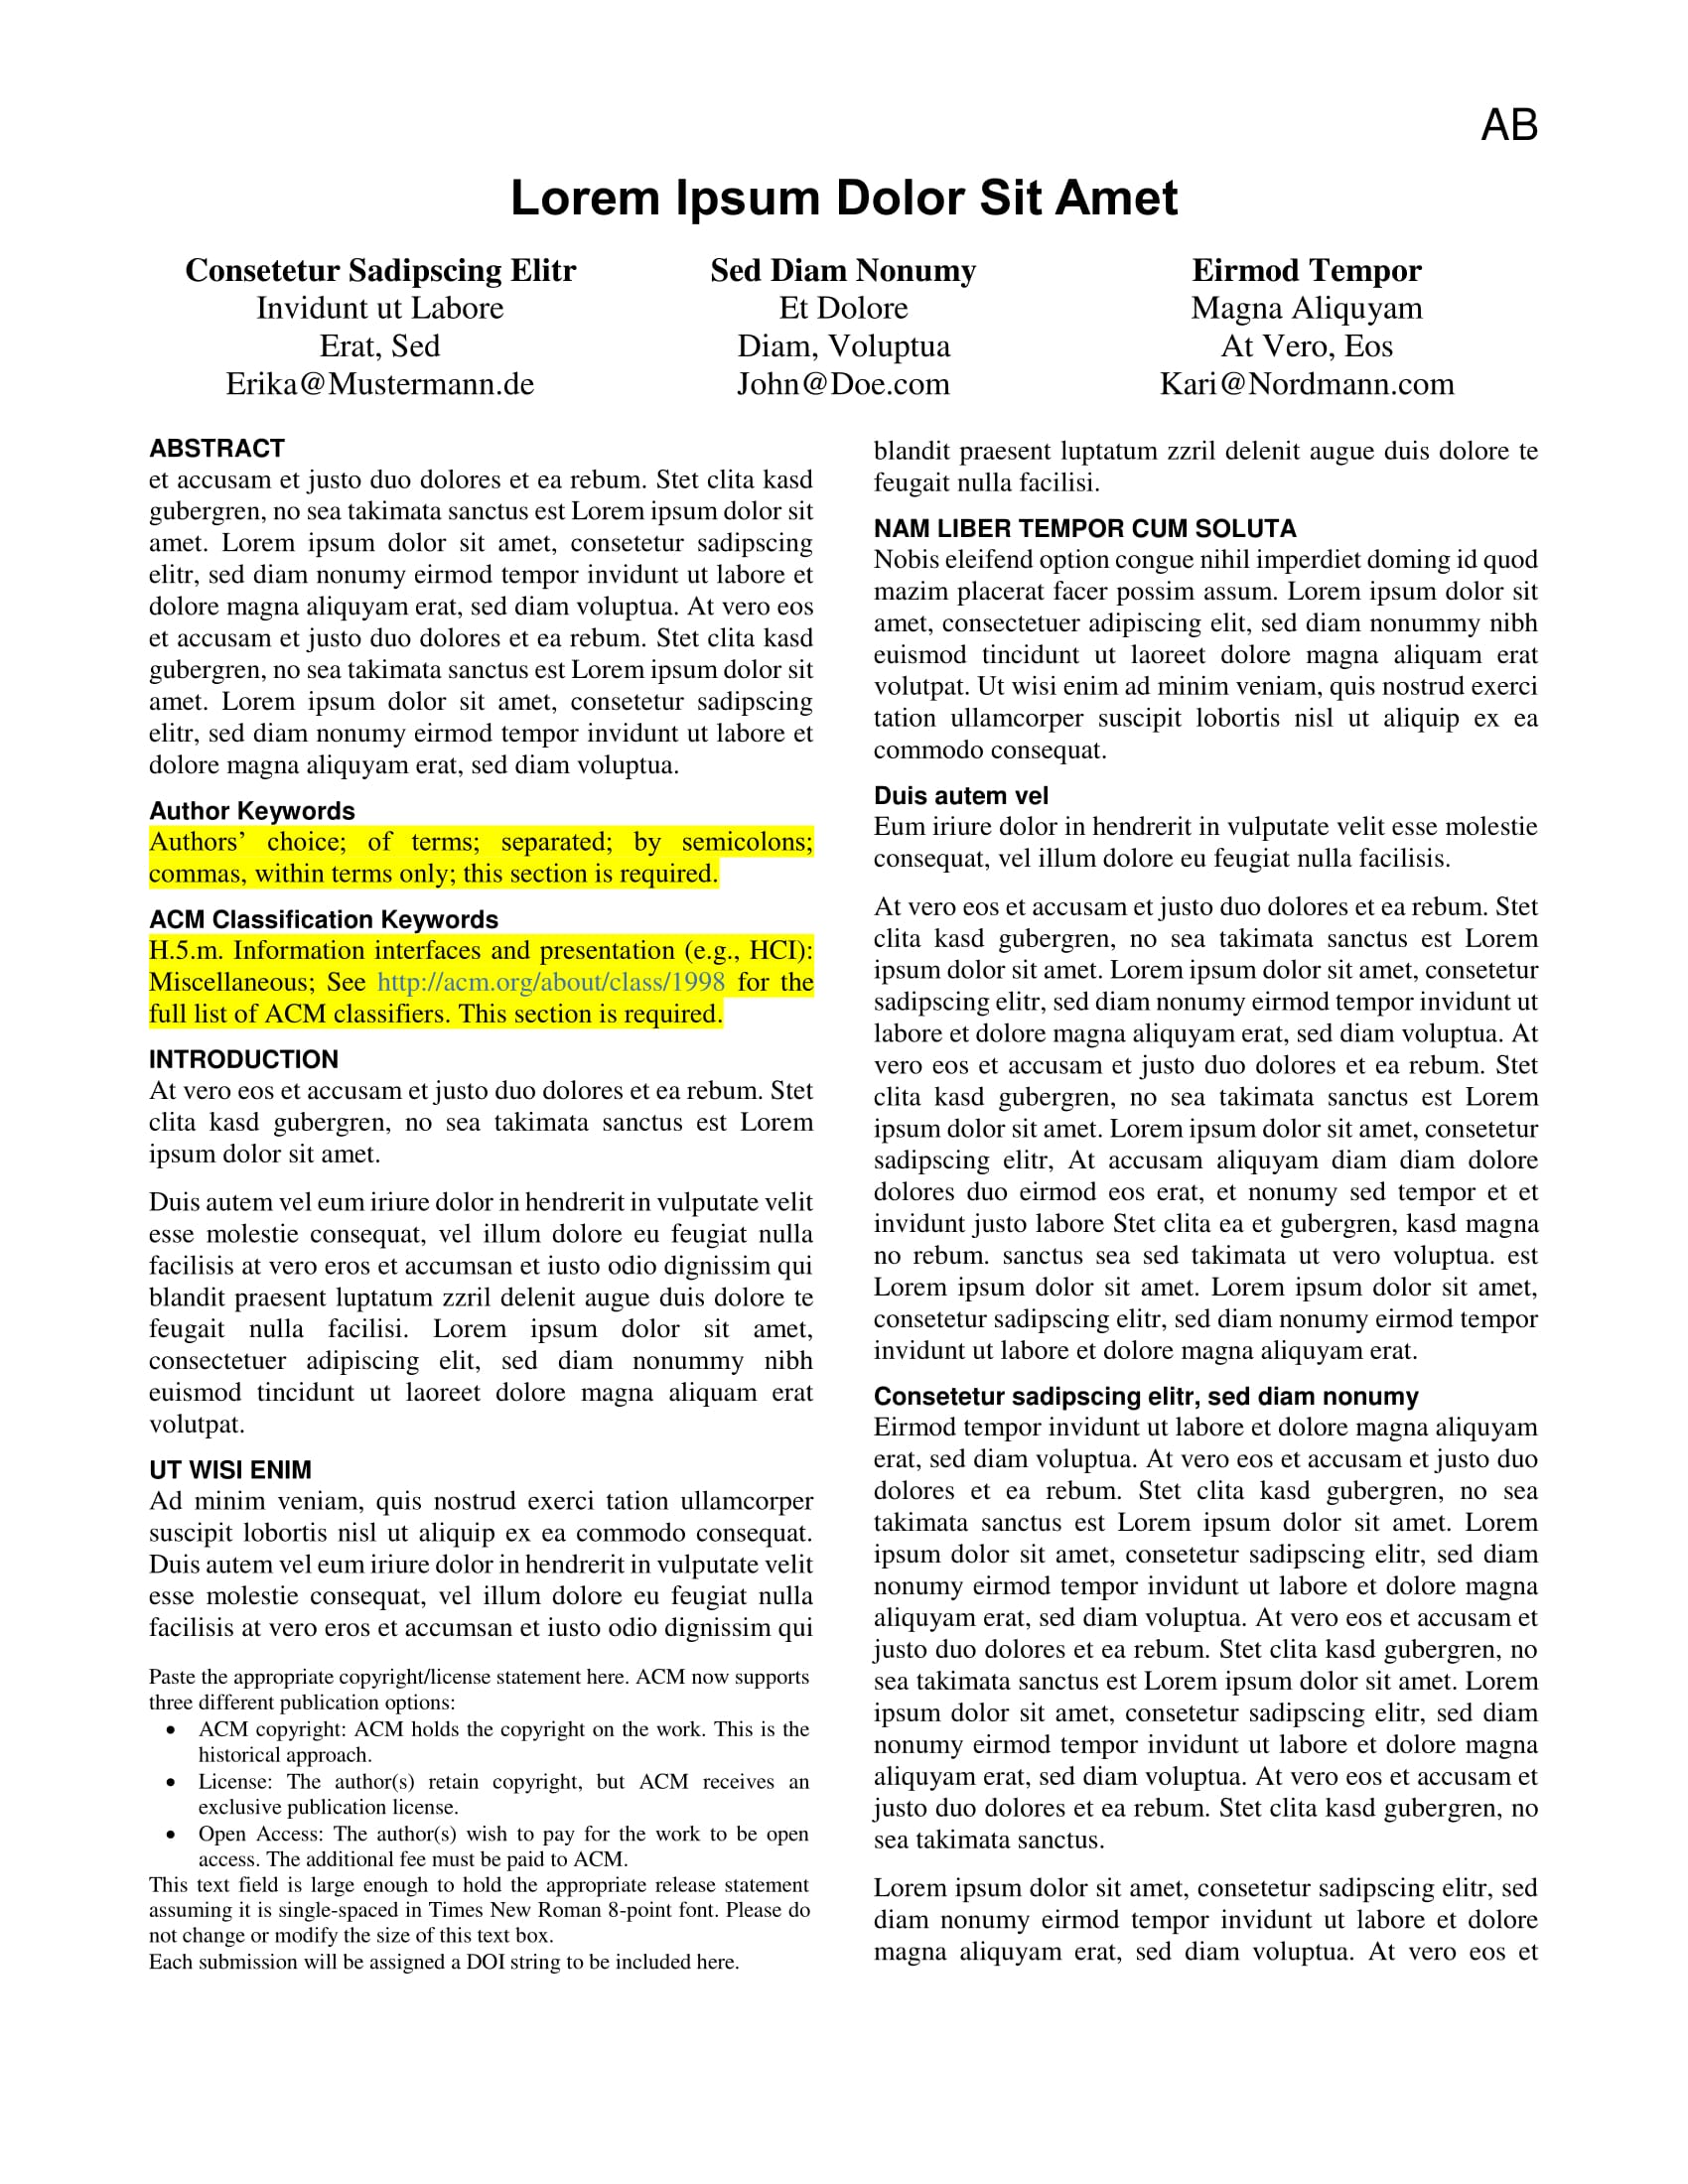 AB
Lorem Ipsum Dolor Sit Amet
Consetetur Sadipscing Elitr
Invidunt ut Labore
Erat, Sed
Erika@Mustermann.de
Sed Diam Nonumy
Et Dolore
Diam, Voluptua
John@Doe.com
Eirmod Tempor
Magna Aliquyam
At Vero, Eos
Kari@Nordmann.com
ABSTRACT
et accusam et justo duo dolores et ea rebum. Stet clita kasd
gubergren, no sea takimata sanctus est Lorem ipsum dolor sit
amet. Lorem ipsum dolor sit amet, consetetur sadipscing
elitr, sed diam nonumy eirmod tempor invidunt ut labore et
dolore magna aliquyam erat, sed diam voluptua. At vero eos
et accusam et justo duo dolores et ea rebum. Stet clita kasd
gubergren, no sea takimata sanctus est Lorem ipsum dolor sit
amet. Lorem ipsum dolor sit amet, consetetur sadipscing
elitr, sed diam nonumy eirmod tempor invidunt ut labore et
dolore magna aliquyam erat, sed diam voluptua.
Author Keywords
Authors’ choice; of terms; separated; by semicolons;
commas, within terms only; this section is required.
ACM Classification Keywords
H.5.m. Information interfaces and presentation (e.g., HCI):
Miscellaneous; See http://acm.org/about/class/1998 for the
full list of ACM classifiers. This section is required.
INTRODUCTION
At vero eos et accusam et justo duo dolores et ea rebum. Stet
clita kasd gubergren, no sea takimata sanctus est Lorem
ipsum dolor sit amet.
Duis autem vel eum iriure dolor in hendrerit in vulputate velit
esse molestie consequat, vel illum dolore eu feugiat nulla
facilisis at vero eros et accumsan et iusto odio dignissim qui
blandit praesent luptatum zzril delenit augue duis dolore te
feugait nulla facilisi. Lorem ipsum dolor sit amet,
consectetuer adipiscing elit, sed diam nonummy nibh
euismod tincidunt ut laoreet dolore magna aliquam erat
volutpat.
UT WISI ENIM
Ad minim veniam, quis nostrud exerci tation ullamcorper
suscipit lobortis nisl ut aliquip ex ea commodo consequat.
Duis autem vel eum iriure dolor in hendrerit in vulputate velit
esse molestie consequat, vel illum dolore eu feugiat nulla
facilisis at vero eros et accumsan et iusto odio dignissim qui
Paste the appropriate copyright/license statement here. ACM now supports
three different publication options:
• ACM copyright: ACM holds the copyright on the work. This is the
historical approach.
• License: The author(s) retain copyright, but ACM receives an
exclusive publication license.
• Open Access: The author(s) wish to pay for the work to be open
access. The additional fee must be paid to ACM.
This text field is large enough to hold the appropriate release statement
assuming it is single-spaced in Times New Roman 8-point font. Please do
not change or modify the size of this text box.
Each submission will be assigned a DOI string to be included here.
blandit praesent luptatum zzril delenit augue duis dolore te
feugait nulla facilisi.
NAM LIBER TEMPOR CUM SOLUTA
Nobis eleifend option congue nihil imperdiet doming id quod
mazim placerat facer possim assum. Lorem ipsum dolor sit
amet, consectetuer adipiscing elit, sed diam nonummy nibh
euismod tincidunt ut laoreet dolore magna aliquam erat
volutpat. Ut wisi enim ad minim veniam, quis nostrud exerci
tation ullamcorper suscipit lobortis nisl ut aliquip ex ea
commodo consequat.
Duis autem vel
Eum iriure dolor in hendrerit in vulputate velit esse molestie
consequat, vel illum dolore eu feugiat nulla facilisis.
At vero eos et accusam et justo duo dolores et ea rebum. Stet
clita kasd gubergren, no sea takimata sanctus est Lorem
ipsum dolor sit amet. Lorem ipsum dolor sit amet, consetetur
sadipscing elitr, sed diam nonumy eirmod tempor invidunt ut
labore et dolore magna aliquyam erat, sed diam voluptua. At
vero eos et accusam et justo duo dolores et ea rebum. Stet
clita kasd gubergren, no sea takimata sanctus est Lorem
ipsum dolor sit amet. Lorem ipsum dolor sit amet, consetetur
sadipscing elitr, At accusam aliquyam diam diam dolore
dolores duo eirmod eos erat, et nonumy sed tempor et et
invidunt justo labore Stet clita ea et gubergren, kasd magna
no rebum. sanctus sea sed takimata ut vero voluptua. est
Lorem ipsum dolor sit amet. Lorem ipsum dolor sit amet,
consetetur sadipscing elitr, sed diam nonumy eirmod tempor
invidunt ut labore et dolore magna aliquyam erat.
Consetetur sadipscing elitr, sed diam nonumy
Eirmod tempor invidunt ut labore et dolore magna aliquyam
erat, sed diam voluptua. At vero eos et accusam et justo duo
dolores et ea rebum. Stet clita kasd gubergren, no sea
takimata sanctus est Lorem ipsum dolor sit amet. Lorem
ipsum dolor sit amet, consetetur sadipscing elitr, sed diam
nonumy eirmod tempor invidunt ut labore et dolore magna
aliquyam erat, sed diam voluptua. At vero eos et accusam et
justo duo dolores et ea rebum. Stet clita kasd gubergren, no
sea takimata sanctus est Lorem ipsum dolor sit amet. Lorem
ipsum dolor sit amet, consetetur sadipscing elitr, sed diam
nonumy eirmod tempor invidunt ut labore et dolore magna
aliquyam erat, sed diam voluptua. At vero eos et accusam et
justo duo dolores et ea rebum. Stet clita kasd gubergren, no
sea takimata sanctus.
Lorem ipsum dolor sit amet, consetetur sadipscing elitr, sed
diam nonumy eirmod tempor invidunt ut labore et dolore
magna aliquyam erat, sed diam voluptua. At vero eos et